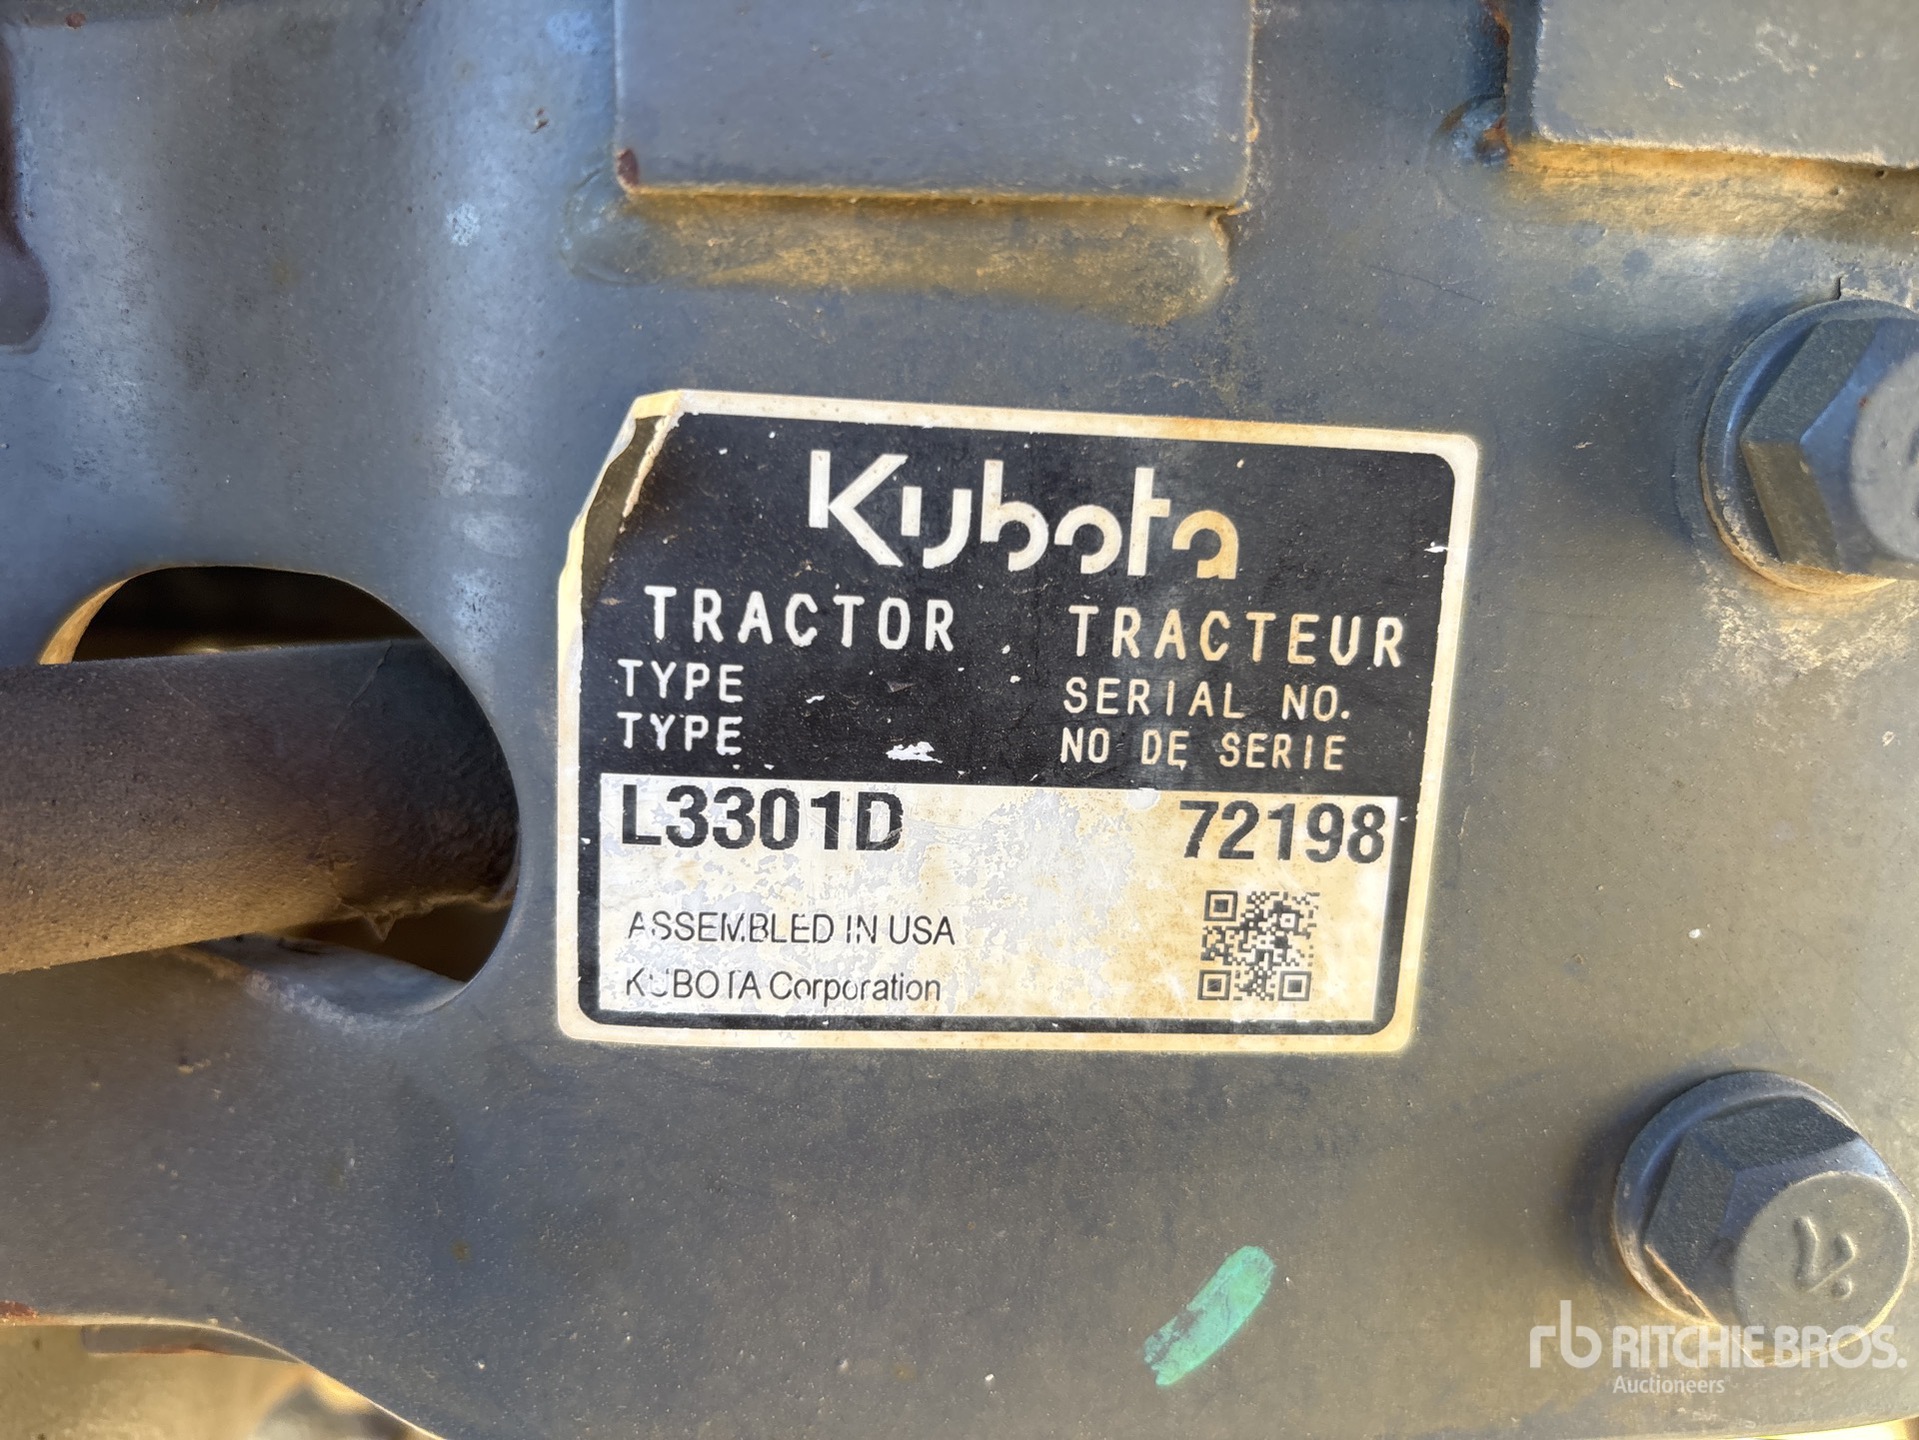 Kubota
TRACTOR TRACTEUR
TYPE SERIAL NO.
TYPE NO DE SERIE
L3301D 72198
ASSEMBLED IN USA
KUBOTA Corporation
rb RITCHIE BROS.
Auctioneers